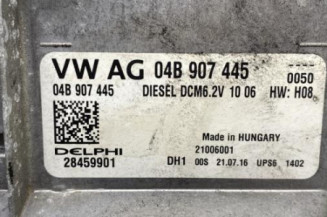 VW AG 04B 907 445 0050
04B 907 445 DIESEL DCM6.2V 10 06 HW: H08
Made in HUNGARY
DELPHI 21006001
28459901 DH1 00S 21.07.16 UPS6 1402